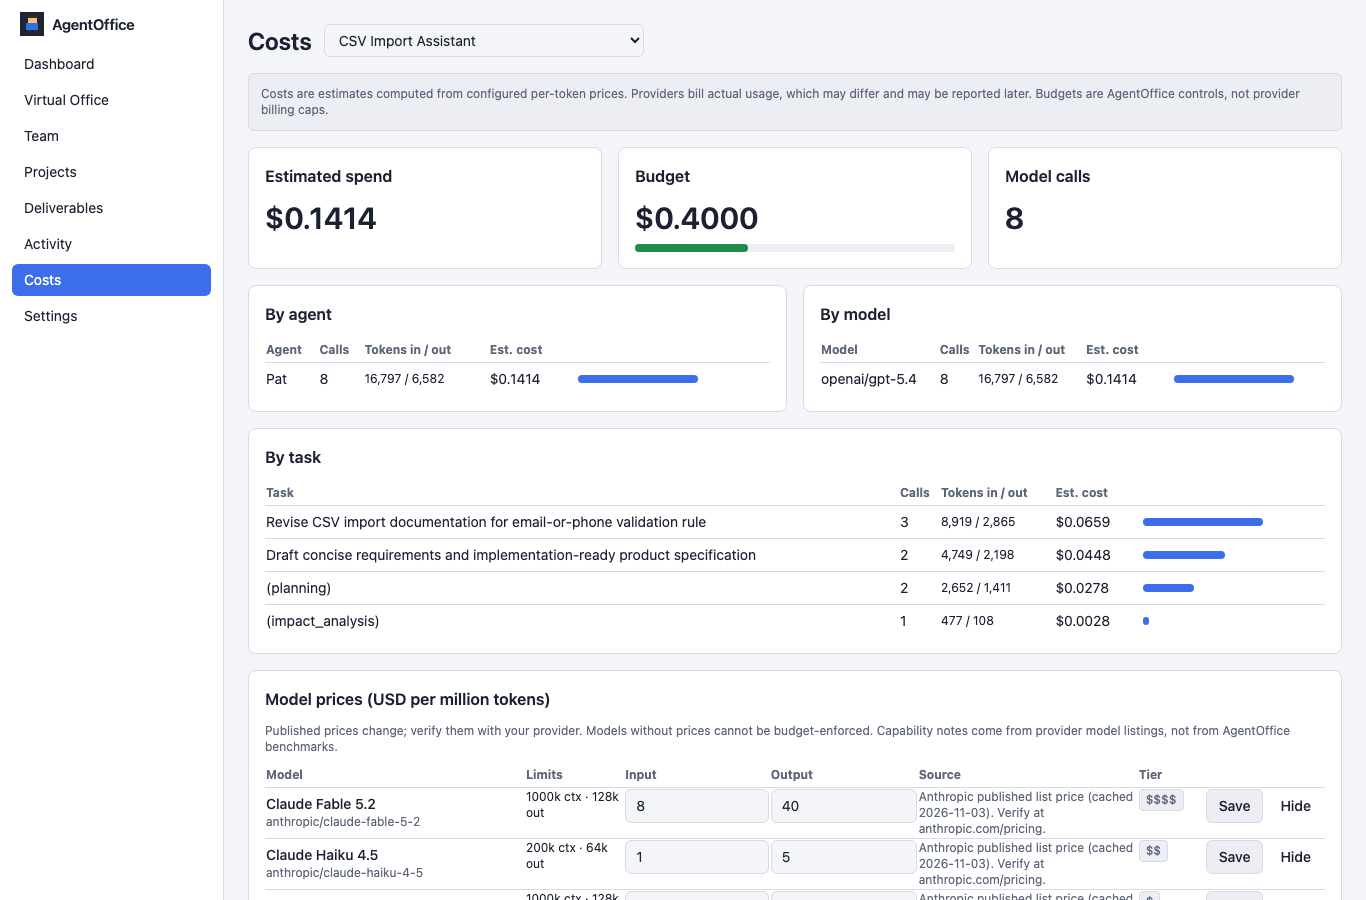 AgentOffice
Dashboard
Virtual Office
Team
Projects
Deliverables
Activity
Costs
Settings
Costs
CSV Import Assistant
Costs are estimates computed from configured per-token prices. Providers bill actual usage, which may differ and may be reported later. Budgets are AgentOffice controls, not provider
billing caps.
Estimated spend
$0.1414
Budget
$0.4000
Model calls
8
By agent
Agent Calls Tokens in / out Est. cost
Pat 8 16,797 / 6,582 $0.1414
By model
Model Calls Tokens in / out Est. cost
openai/gpt-5.4 8 16,797 / 6,582 $0.1414
By task
Task Calls Tokens in / out Est. cost
Revise CSV import documentation for email-or-phone validation rule 3 8,919 / 2,865 $0.0659
Draft concise requirements and implementation-ready product specification 2 4,749 / 2,198 $0.0448
(planning) 2 2,652 / 1,411 $0.0278
(impact_analysis) 1 477 / 108 $0.0028
Model prices (USD per million tokens)
Published prices change; verify them with your provider. Models without prices cannot be budget-enforced. Capability notes come from provider model listings, not from AgentOffice
benchmarks.
Model Limits Input Output Source Tier
Claude Fable 5.2
anthropic/claude-fable-5-2
1000k ctx · 128k
out
8
40
Anthropic published list price (cached
2026-11-03). Verify at
anthropic.com/pricing.
$$$$
Save
Hide
Claude Haiku 4.5
anthropic/claude-haiku-4-5
200k ctx · 64k
out
1
5
Anthropic published list price (cached
2026-11-03). Verify at
anthropic.com/pricing.
$$
Save
Hide
1000k ctx · 128k
Anthropic published list price (cached